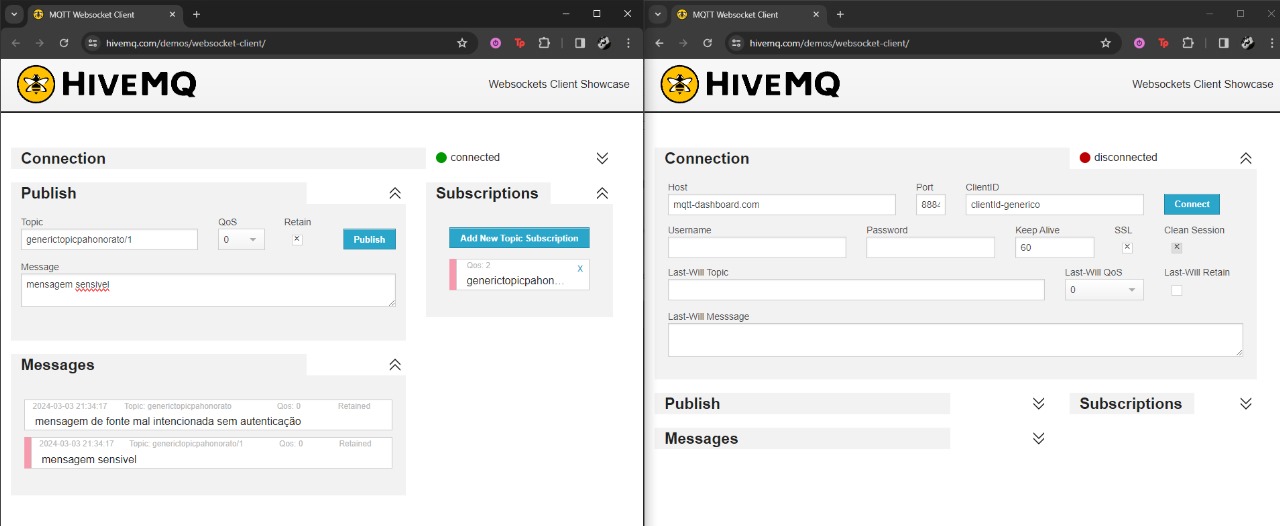 MQTT Websocket Client
hivemq.com/demos/websocket-client/
Tp
HIVEMQ
Websockets Client Showcase
Connection
connected
Publish
Topic
QoS
Retain
generictopicpahonorato/1
0
Publish
Message
mensagem sensivel
Subscriptions
Add New Topic Subscription
Qos: 2
x
generictopicpahon...
Messages
2024-03-03 21:34:17 Topic: generictopicpahonorato Qos: 0 Retained
mensagem de fonte mal intencionada sem autenticação
2024-03-03 21:34:17 Topic: generictopicpahonorato/1 Qos: 0 Retained
mensagem sensivel
MQTT Websocket Client
hivemq.com/demos/websocket-client/
Tp
HIVEMQ
Websockets Client Showcase
Connection
disconnected
Host
Port
ClientID
mqtt-dashboard.com
8884
clientId-generico
Connect
Username
Password
Keep Alive
SSL
Clean Session
60
Last-Will Topic
Last-Will QoS
Last-Will Retain
0
Last-Will Messsage
Publish
Subscriptions
Messages